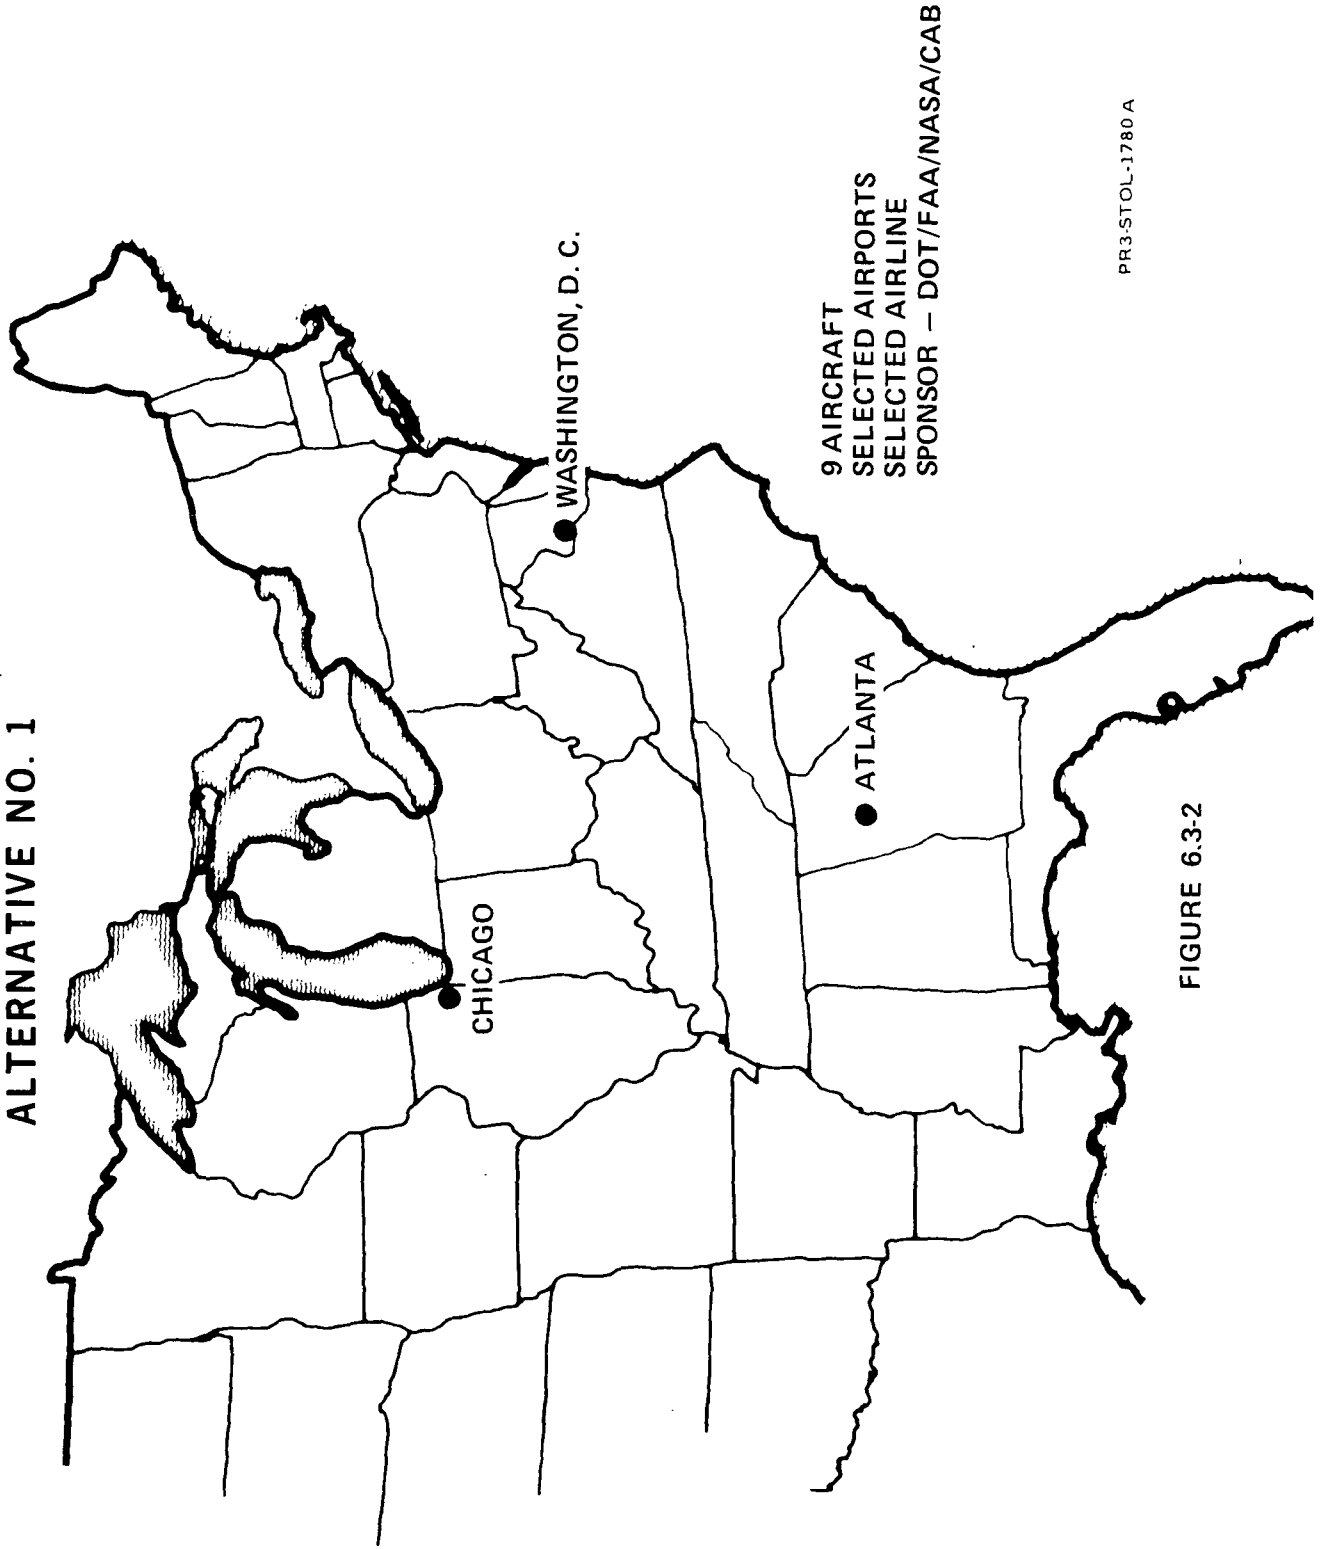 ALTERNATIVE NO. 1
WASHINGTON, D. C.
CHICAGO
ATLANTA
9 AIRCRAFT
SELECTED AIRPORTS
SELECTED AIRLINE
SPONSOR — DOT/FAA/NASA/CAB
FIGURE 6.3-2
PR3-STOL-1780 A